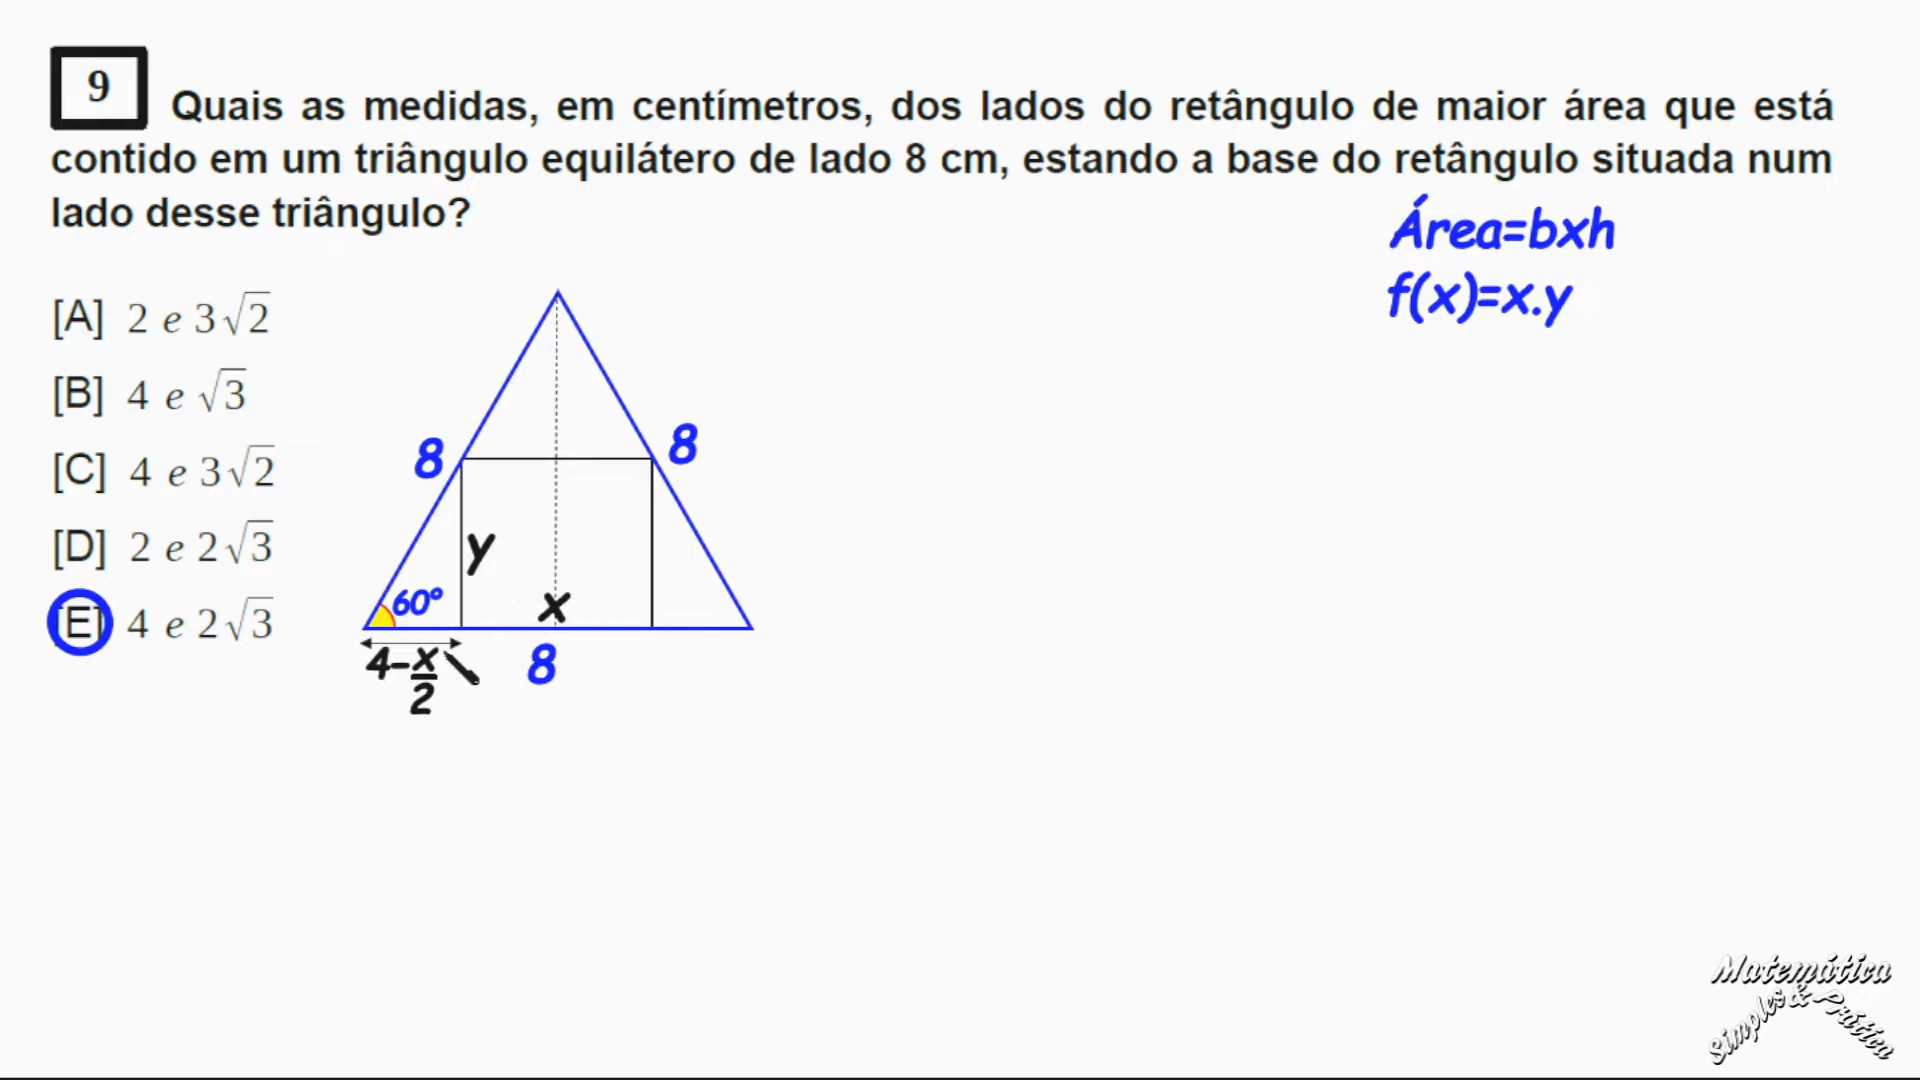 9
Quais as medidas, em centímetros, dos lados do retângulo de maior área que está
contido em um triângulo equilátero de lado 8 cm, estando a base do retângulo situada num
lado desse triângulo?
Área=bxh
f(x)=x.y
[A] 2 e 3√2
[B] 4 e √3
[C] 4 e 3√2
[D] 2 e 2√3
[E] 4 e 2√3
8
8
y
60º
x
4-x/2
8
Matemática
Simples & Prática